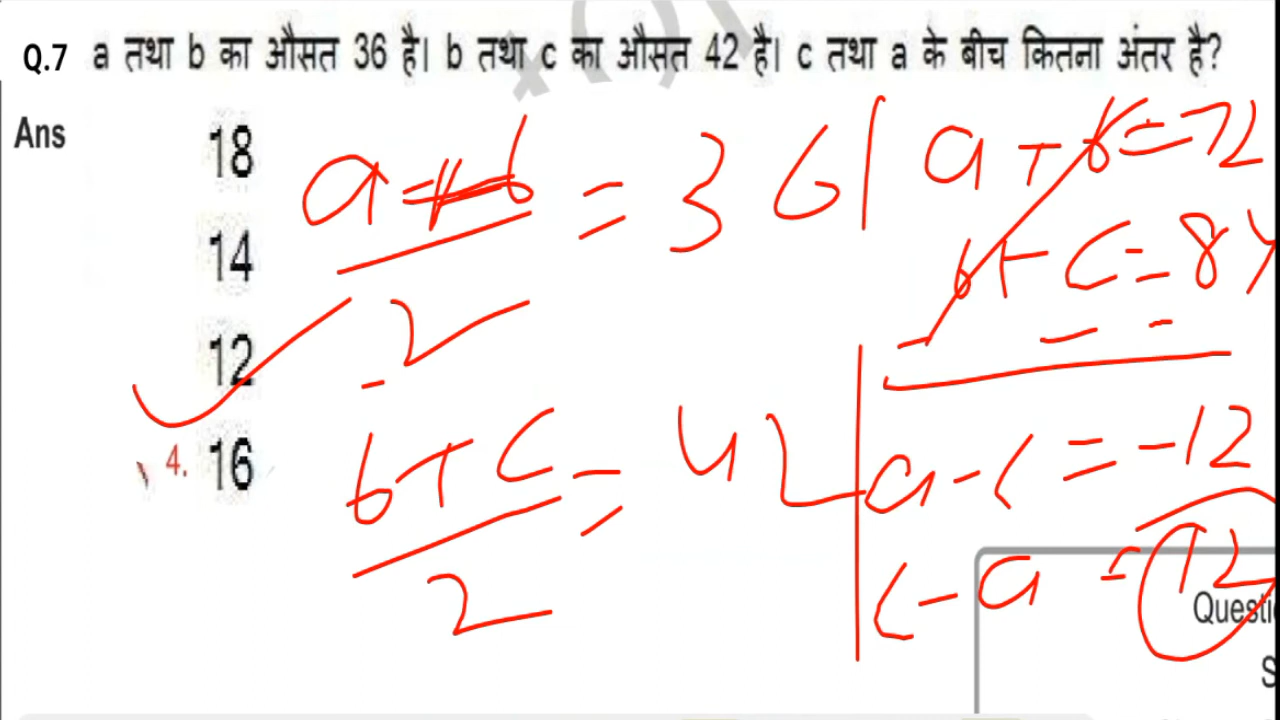 Q.7 a तथा b का औसत 36 है। b तथा c का औसत 42 है। c तथा a के बीच कितना अंतर है?
Ans
18
14
12
4. 16
a = b
= 36
2
b + c = 42
2
a + b = 72
b + c = 84
- - =
a - c = -12
c - a = 12
Questi
S